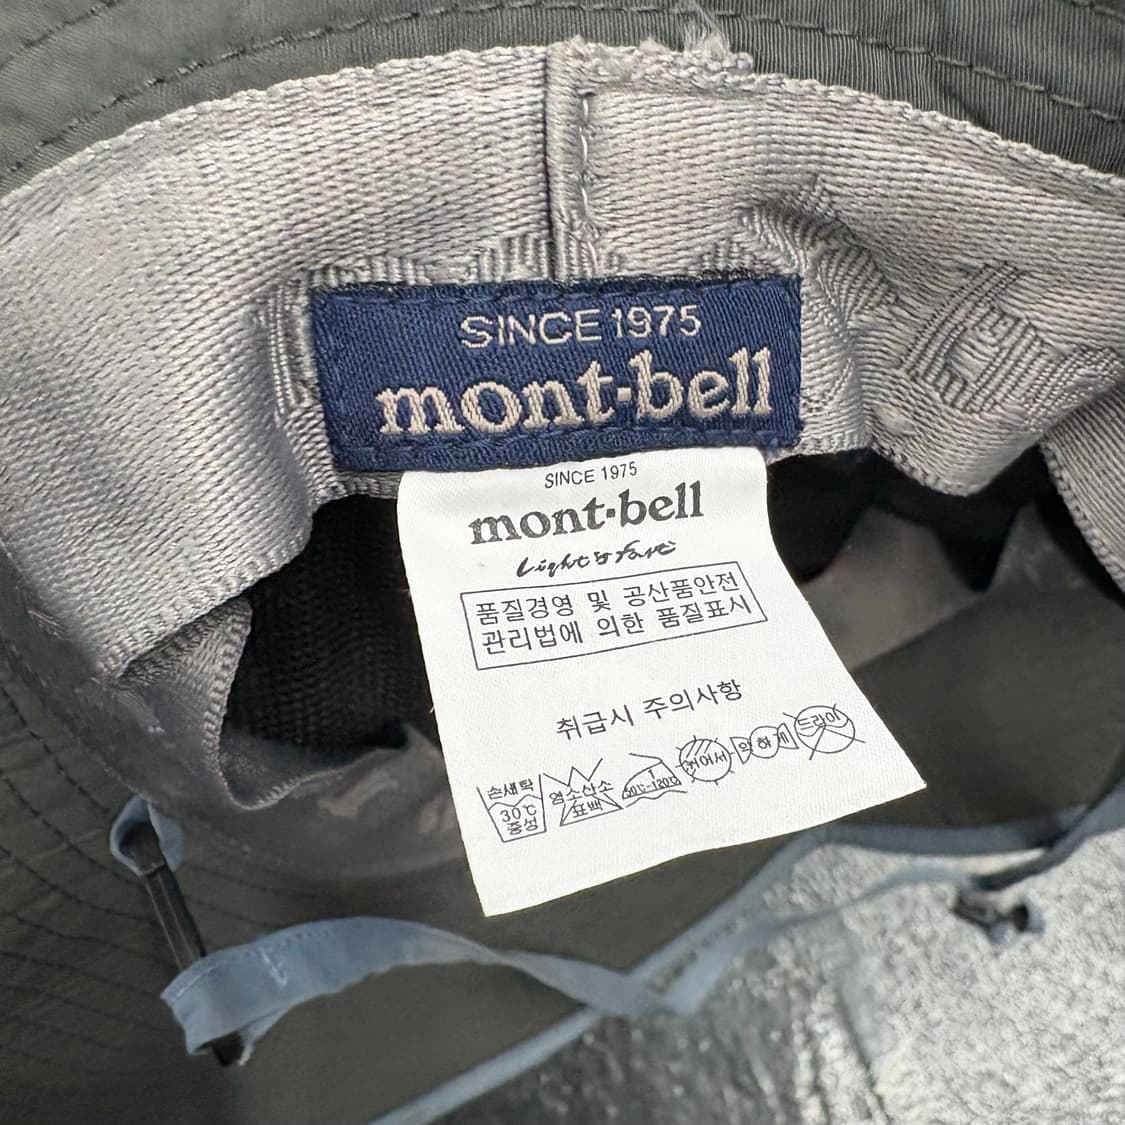 SINCE 1975
mont·bell
SINCE 1975
mont·bell
Light & Fast
품질경영 및 공산품안전
관리법에 의한 품질표시
취급시 주의사항
손세탁
30℃
중성
염소산소
표백
뉘어서
약하게
드라이